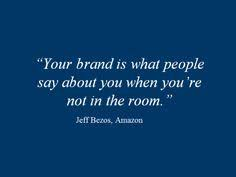 “Your brand is what people
say about you when you’re
not in the room.”
Jeff Bezos, Amazon